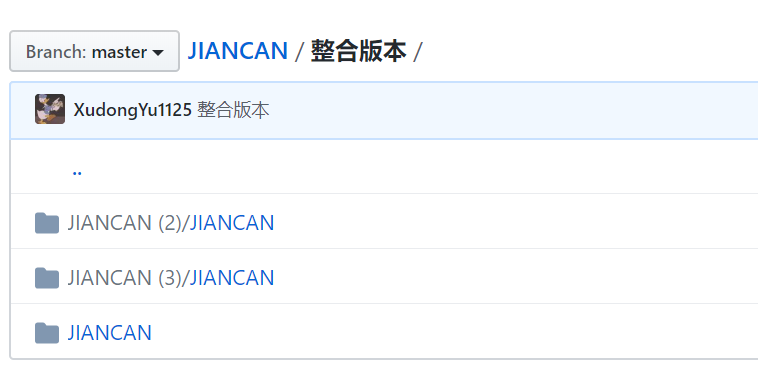 Branch: master JIANCAN / 整合版本 /
XudongYu1125 整合版本
..
JIANCAN (2)/JIANCAN
JIANCAN (3)/JIANCAN
JIANCAN